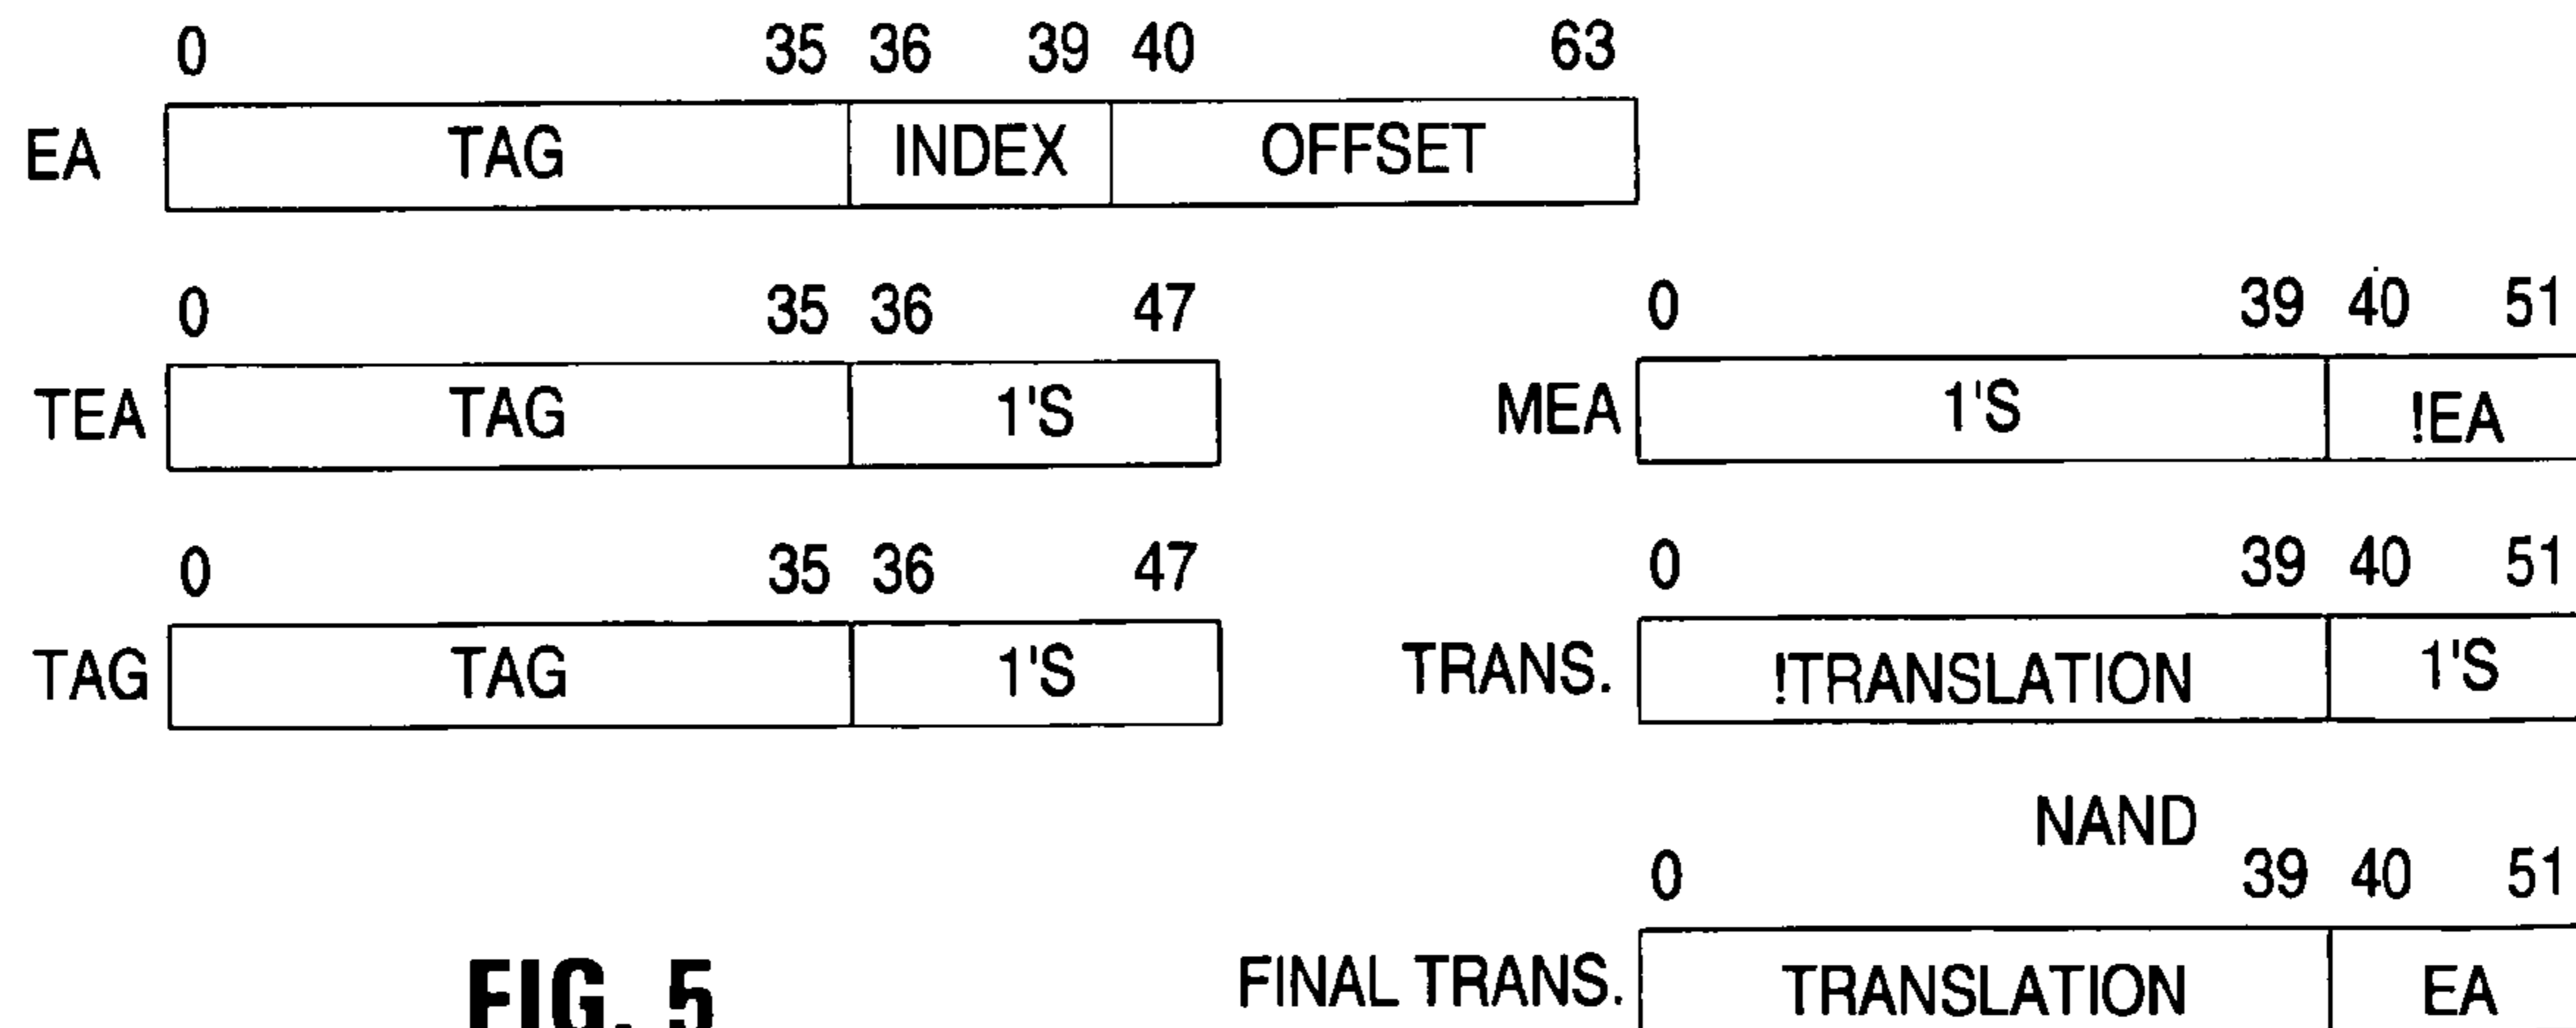 0 35 36 39 40 63
EA TAG INDEX OFFSET
0 35 36 47
TEA TAG 1'S
0 39 40 51
MEA 1'S !EA
0 35 36 47
TAG TAG 1'S
0 39 40 51
TRANS. !TRANSLATION 1'S
NAND
0 39 40 51
FINAL TRANS. TRANSLATION EA
FIG. 5